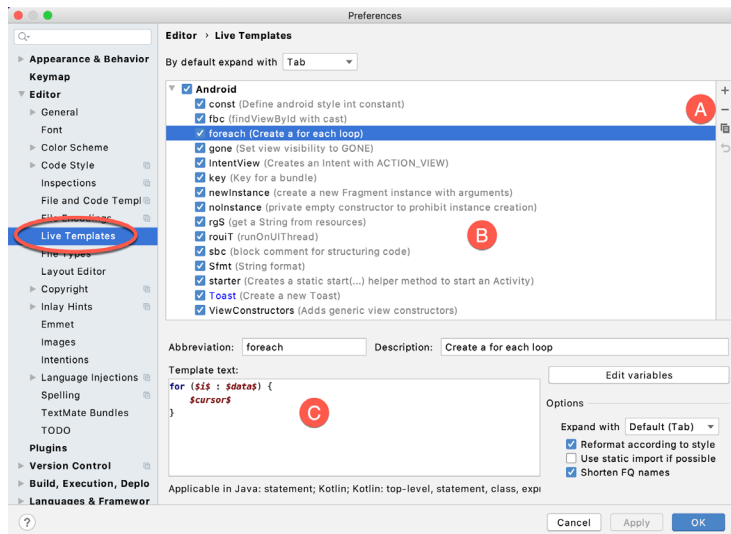 Preferences
Editor › Live Templates
By default expand with Tab
Appearance & Behavior
Keymap
Editor
General
Font
Color Scheme
Code Style
Inspections
File and Code Templ
File Encodings
Live Templates
File Types
Layout Editor
Copyright
Inlay Hints
Emmet
Images
Intentions
Language Injections
Spelling
TextMate Bundles
TODO
Plugins
Version Control
Build, Execution, Deplo
Languages & Framewor
Android
const (Define android style int constant)
fbc (findViewById with cast)
foreach (Create a for each loop)
gone (Set view visibility to GONE)
IntentView (Creates an Intent with ACTION_VIEW)
key (Key for a bundle)
newInstance (create a new Fragment instance with arguments)
noInstance (private empty constructor to prohibit instance creation)
rgS (get a String from resources)
rouiT (runOnUIThread)
sbc (block comment for structuring code)
Sfmt (String format)
starter (Creates a static start(...) helper method to start an Activity)
Toast (Create a new Toast)
ViewConstructors (Adds generic view constructors)
A
B
Abbreviation: foreach Description: Create a for each loop
Template text:
for ($i$ : $data$) {
$cursor$
}
C
Edit variables
Options
Expand with Default (Tab)
Reformat according to style
Use static import if possible
Shorten FQ names
Applicable in Java: statement; Kotlin; Kotlin: top-level, statement, class, expr
? Cancel Apply OK